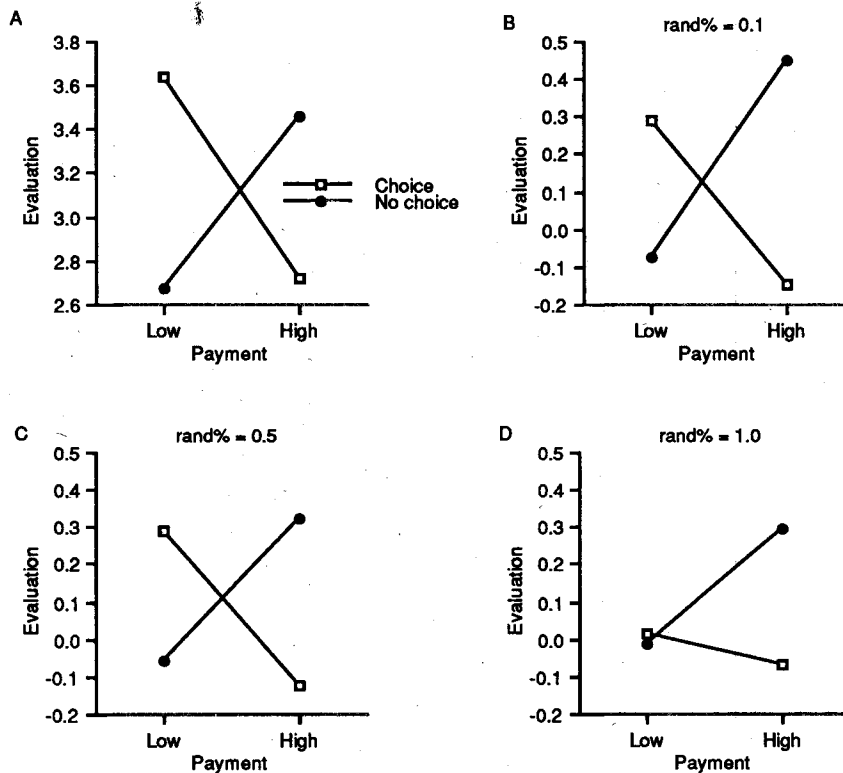 A
3.8
3.6
3.4
3.2
3.0
2.8
2.6
Evaluation
Low
High
Payment
Choice
No choice
B
rand% = 0.1
0.5
0.4
0.3
0.2
0.1
0.0
-0.1
-0.2
Evaluation
Low
High
Payment
C
rand% = 0.5
0.5
0.4
0.3
0.2
0.1
0.0
-0.1
-0.2
Evaluation
Low
High
Payment
D
rand% = 1.0
0.5
0.4
0.3
0.2
0.1
0.0
-0.1
-0.2
Evaluation
Low
High
Payment